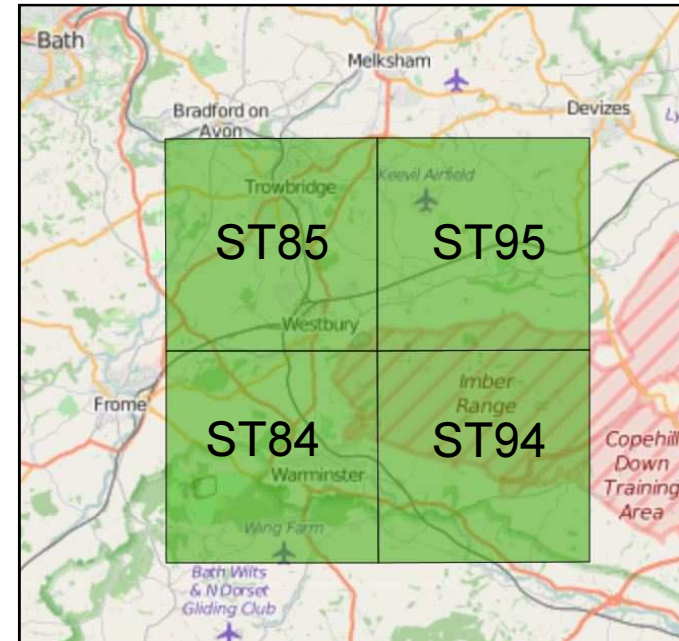 Bath
Melksham
Bradford on
Avon
Devizes
Ly
Trowbridge
Keevil Airfield
ST85
ST95
Westbury
Imber
Range
Frome
ST84
ST94
Copehill
Down
Training
Area
Warminster
Wing Farm
Bath Wilts
& N Dorset
Gliding Club